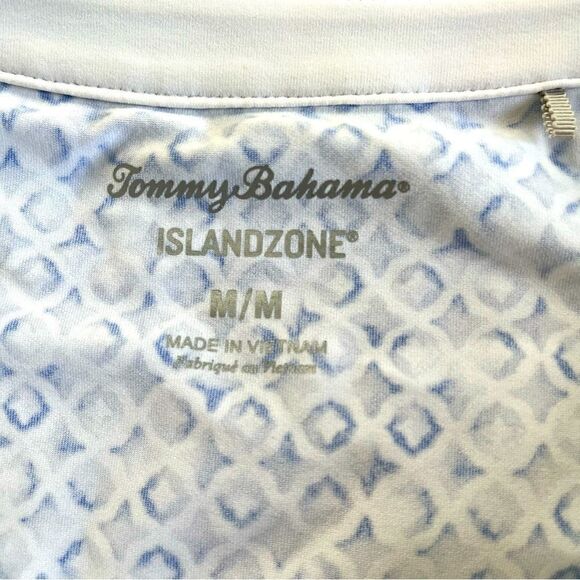 Tommy Bahama®
ISLANDZONE®
M/M
MADE IN VIETNAM
Fabriqué au Vietnam